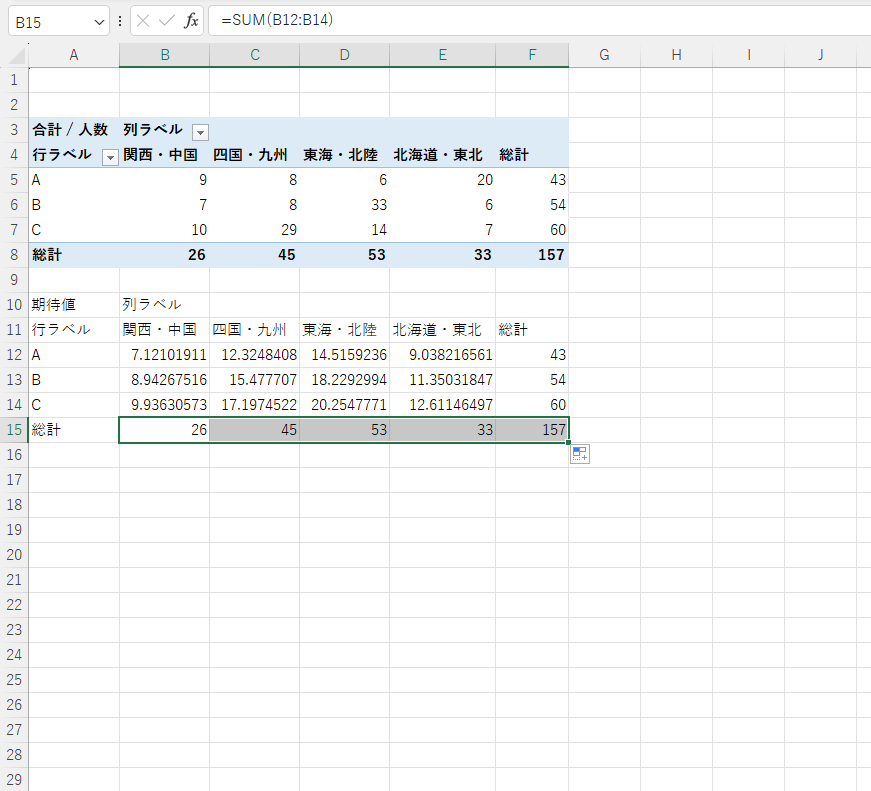 B15 fx =SUM(B12:B14)
A B C D E F G H I J
1
2
3 合計 / 人数 列ラベル
4 行ラベル 関西・中国 四国・九州 東海・北陸 北海道・東北 総計
5 A 9 8 6 20 43
6 B 7 8 33 6 54
7 C 10 29 14 7 60
8 総計 26 45 53 33 157
9
10 期待値 列ラベル
11 行ラベル 関西・中国 四国・九州 東海・北陸 北海道・東北 総計
12 A 7.12101911 12.3248408 14.5159236 9.038216561 43
13 B 8.94267516 15.477707 18.2292994 11.35031847 54
14 C 9.93630573 17.1974522 20.2547771 12.61146497 60
15 総計 26 45 53 33 157
16
17
18
19
20
21
22
23
24
25
26
27
28
29